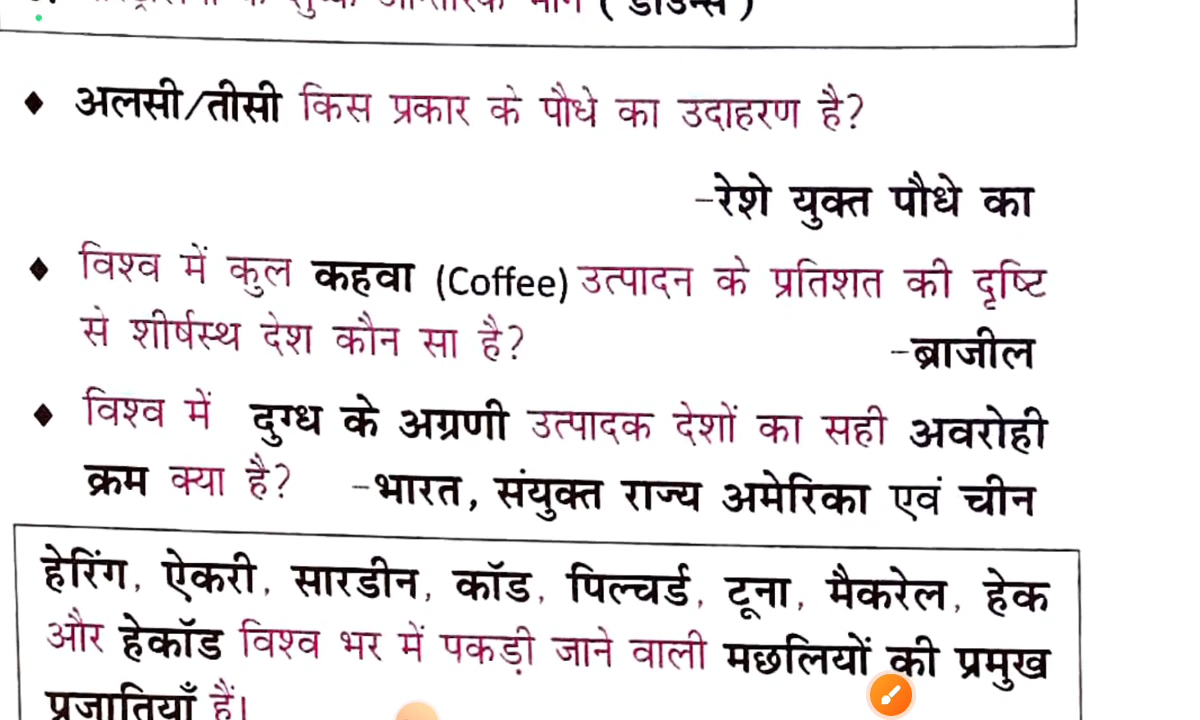 ( डाउन्स )
◆ अलसी/तीसी किस प्रकार के पौधे का उदाहरण है?
-रेशे युक्त पौधे का
◆ विश्व में कुल कहवा (Coffee) उत्पादन के प्रतिशत की दृष्टि
से शीर्षस्थ देश कौन सा है? -ब्राजील
◆ विश्व में दुग्ध के अग्रणी उत्पादक देशों का सही अवरोही
क्रम क्या है? -भारत, संयुक्त राज्य अमेरिका एवं चीन
हेरिंग, ऐकरी, सारडीन, कॉड, पिल्चर्ड, टूना, मैकरेल, हेक
और हेकॉड विश्व भर में पकड़ी जाने वाली मछलियों की प्रमुख
प्रजातियाँ हैं।